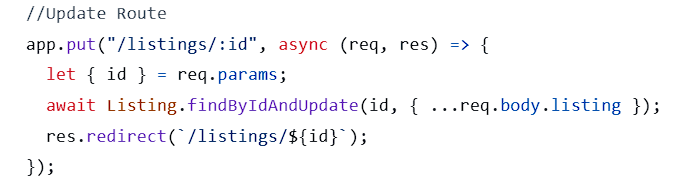 //Update Route
app.put("/listings/:id", async (req, res) => {
  let { id } = req.params;
  await Listing.findByIdAndUpdate(id, { ...req.body.listing });
  res.redirect(`/listings/${id}`);
});